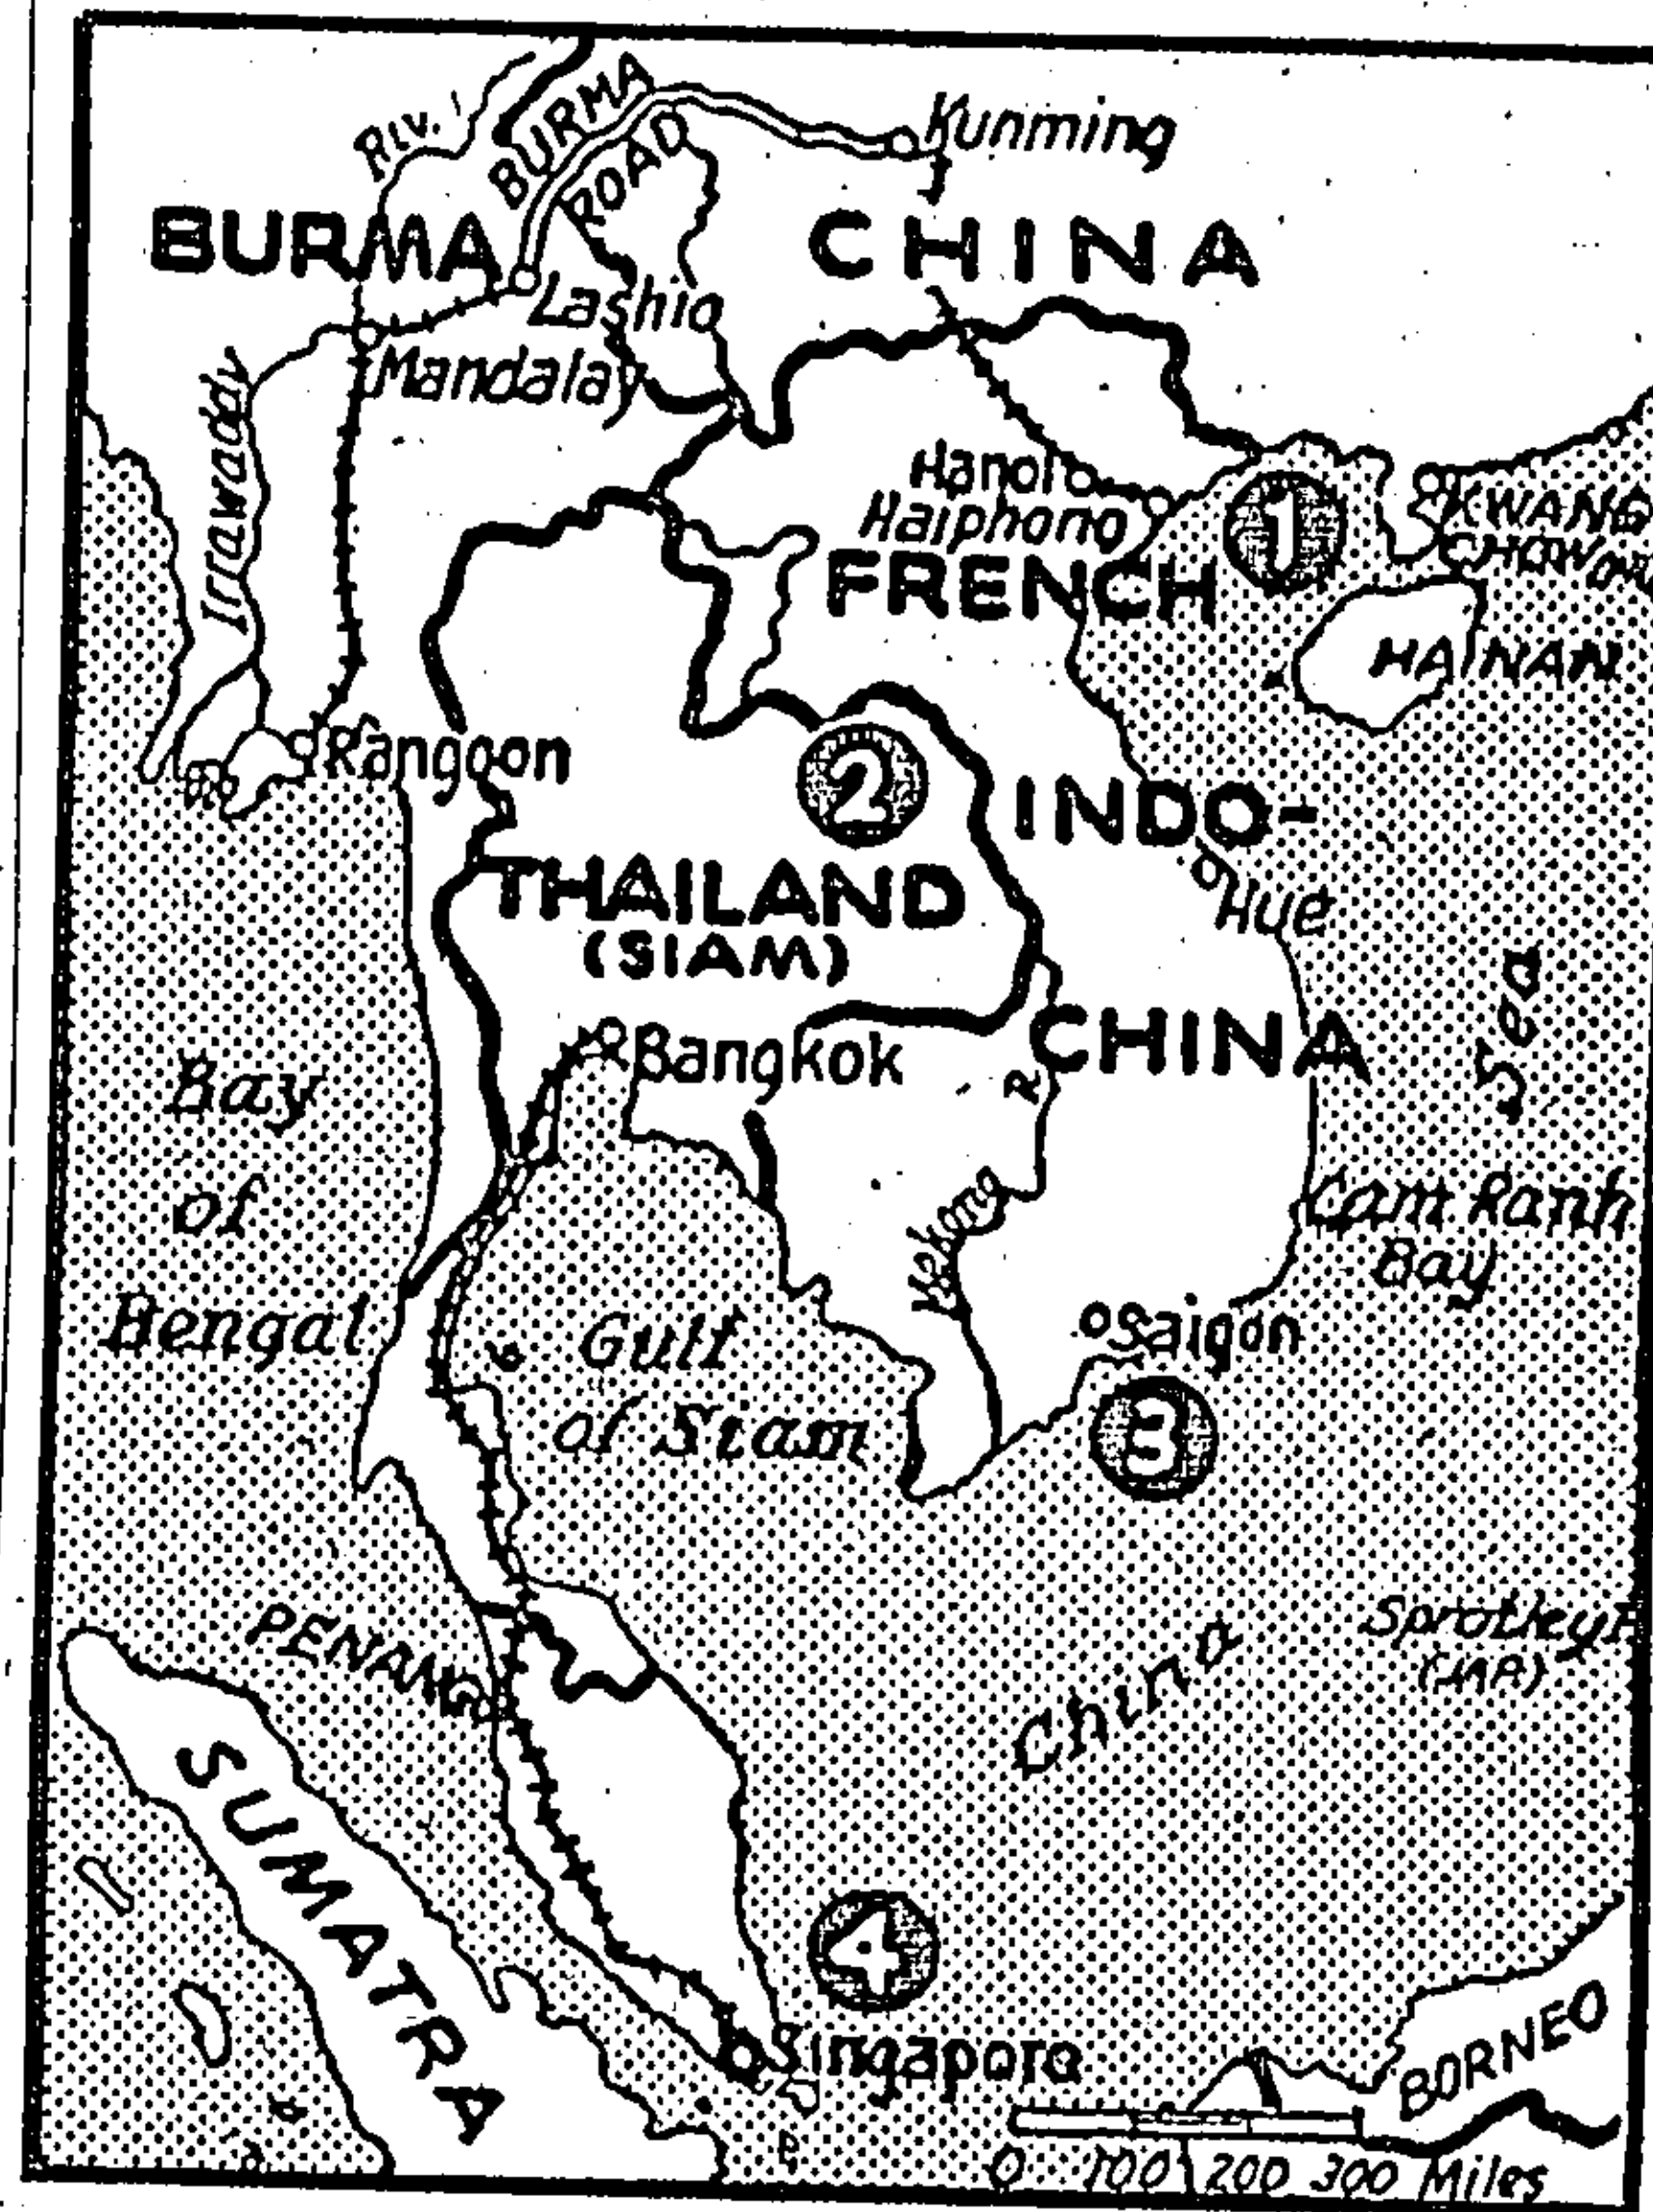 Riv.
BURMA
ROAD
Kunming
BURMA
CHINA
Lashio
Mandalay
Irrawaddy
Hanoi
Haiphong
1
KWANG
CHOW
FRENCH
HAINAN
Rangoon
2
INDO-
THAILAND
(SIAM)
Hue
Sea
Bangkok
CHINA
R
Bay
of
Bengal
Mekong
Cam Ranh
Bay
Gulf
of Siam
Saigon
3
PENANG
China
Spratley
SUMATRA
4
Singapore
BORNEO
0 100 200 300 Miles